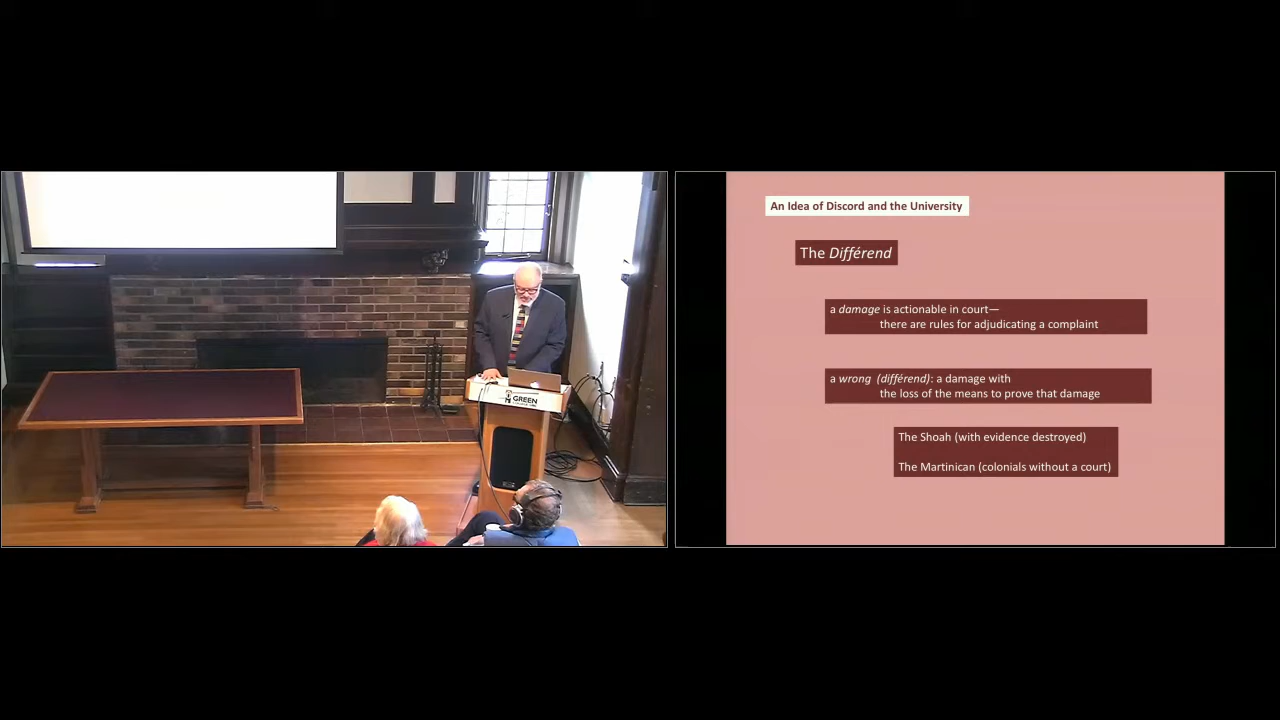 An Idea of Discord and the University
The Différend
a damage is actionable in court—
there are rules for adjudicating a complaint
a wrong (différend): a damage with
the loss of the means to prove that damage
The Shoah (with evidence destroyed)
The Martinican (colonials without a court)
GREEN